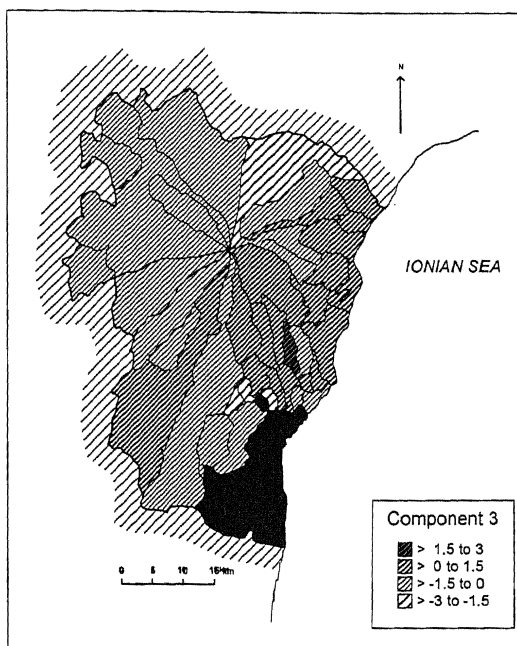 N
IONIAN SEA
Component 3
> 1.5 to 3
> 0 to 1.5
> -1.5 to 0
> -3 to -1.5
0 5 10 15 Km